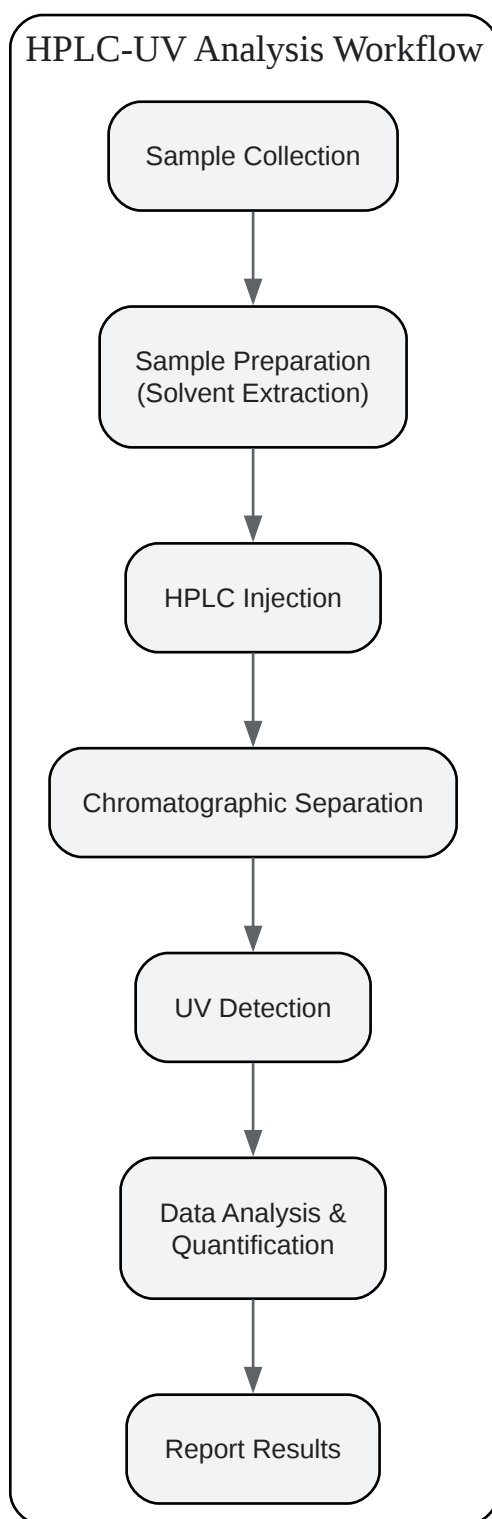 HPLC-UV Analysis Workflow
Sample Collection
Sample Preparation
(Solvent Extraction)
HPLC Injection
Chromatographic Separation
UV Detection
Data Analysis &
Quantification
Report Results